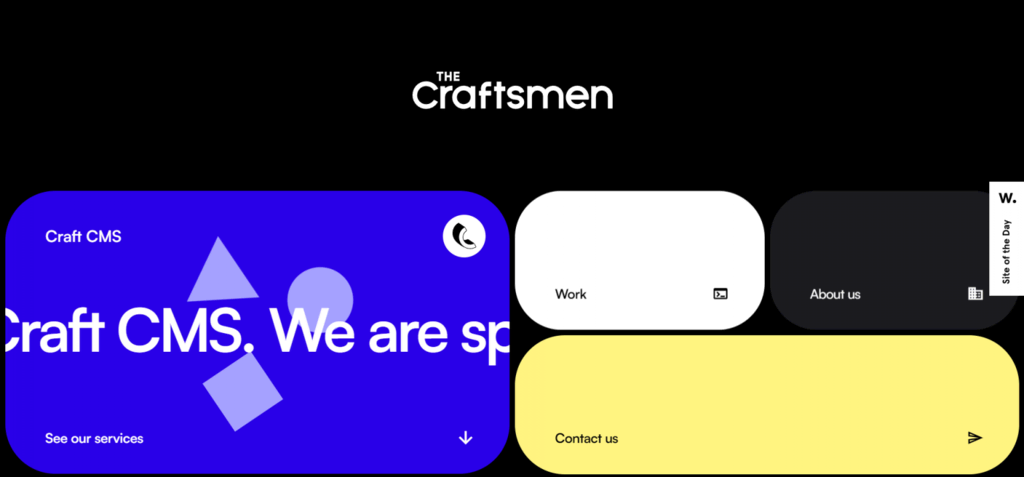 THE
Craftsmen
Craft CMS
Craft CMS. We are sp
See our services
Work
About us
Contact us
W.
Site of the Day